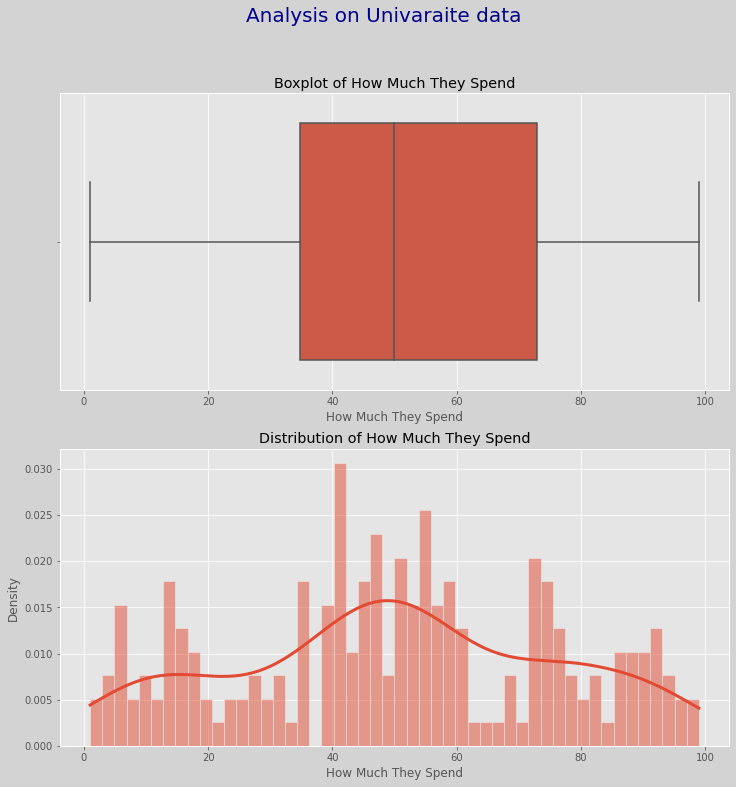 Analysis on Univaraite data
Boxplot of How Much They Spend
0 20 40 60 80 100
How Much They Spend
Distribution of How Much They Spend
0.030
0.025
0.020
0.015
0.010
0.005
0.000
Density
0 20 40 60 80 100
How Much They Spend